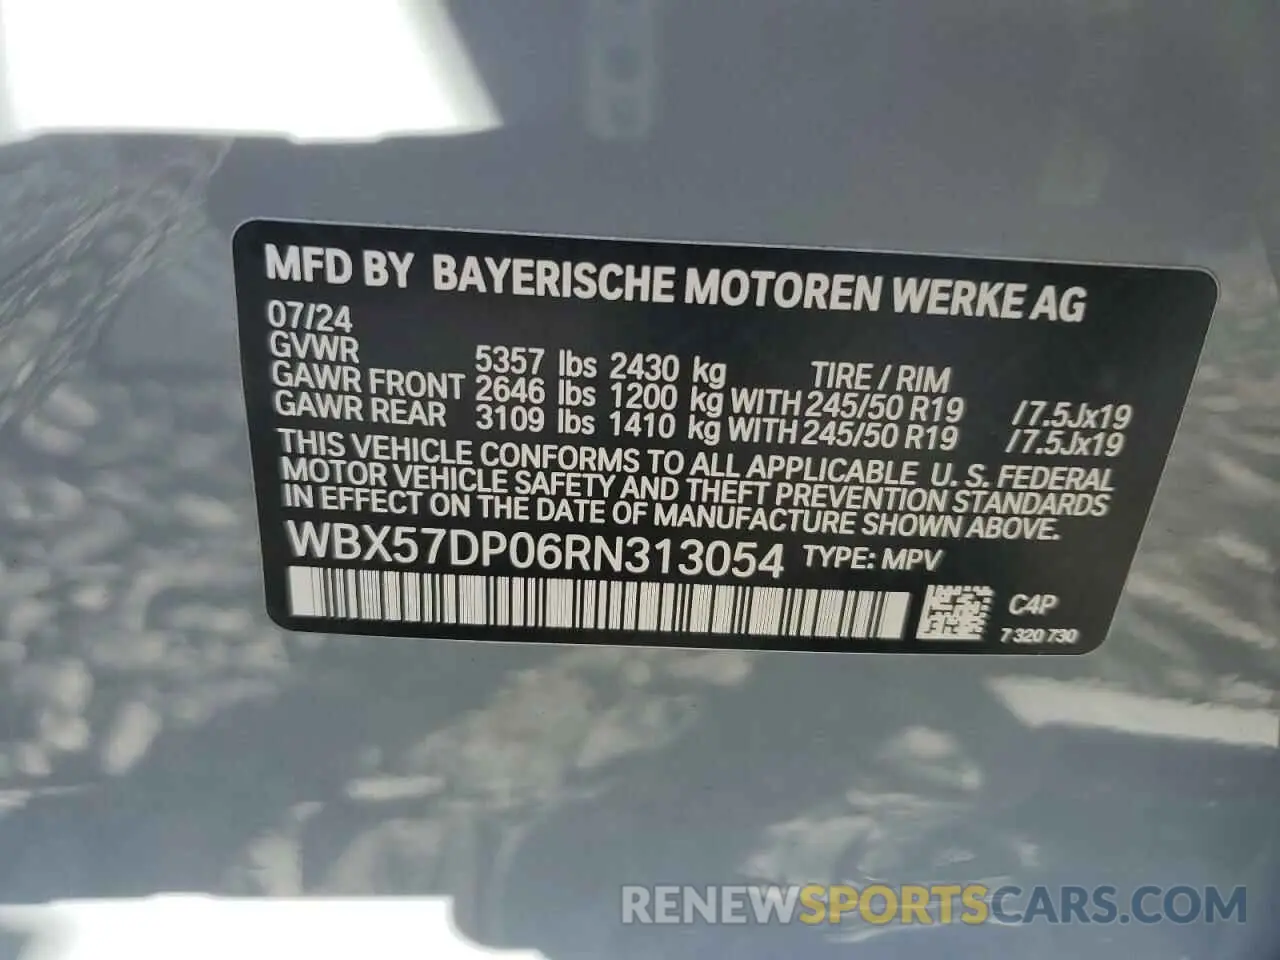 MFD BY BAYERISCHE MOTOREN WERKE AG
07/24
GVWR 5357 lbs 2430 kg TIRE / RIM
GAWR FRONT 2646 lbs 1200 kg WITH 245/50 R19 / 7.5Jx19
GAWR REAR 3109 lbs 1410 kg WITH 245/50 R19 / 7.5Jx19
THIS VEHICLE CONFORMS TO ALL APPLICABLE U. S. FEDERAL
MOTOR VEHICLE SAFETY AND THEFT PREVENTION STANDARDS
IN EFFECT ON THE DATE OF MANUFACTURE SHOWN ABOVE.
WBX57DP06RN313054 TYPE: MPV
C4P
7 320 730
RENEWSPORTSCARS.COM